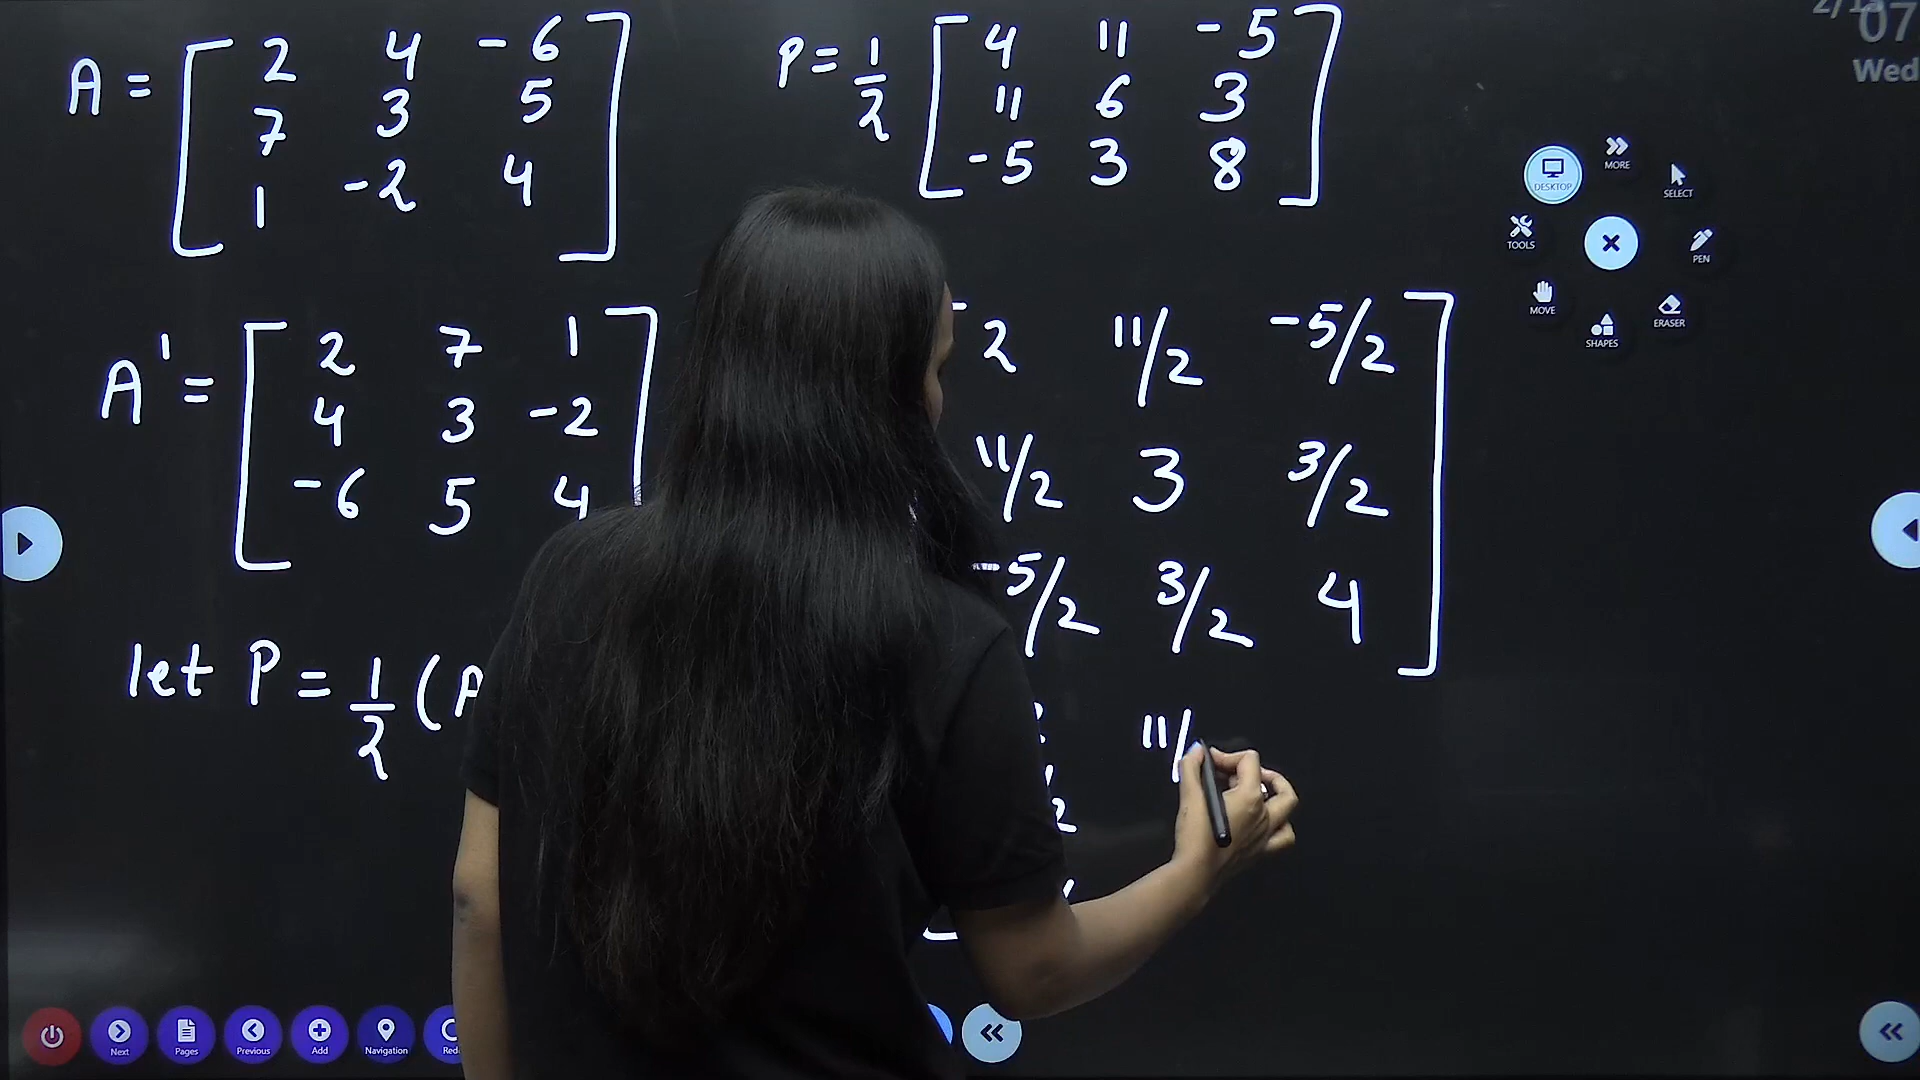 A = [ 2 4 -6
7 3 5
1 -2 4 ]
P = 1/2 [ 4 11 -5
11 6 3
-5 3 8 ]
A' = [ 2 7 1
4 3 -2
-6 5 4
let P = 1/2 (A
2 11/2 -5/2
11/2 3 3/2
-5/2 3/2 4 ]
11/
2
07
Wed
DESKTOP
MORE
SELECT
TOOLS
PEN
MOVE
ERASER
SHAPES
Next
Pages
Previous
Add
Navigation